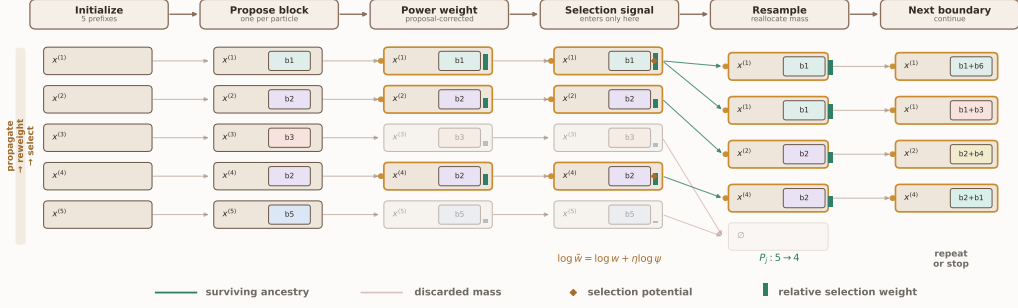 Initialize
5 prefixes
Propose block
one per particle
Power weight
proposal-corrected
Selection signal
enters only here
Resample
reallocate mass
Next boundary
continue
propagate
→ reweight
→ select
x⁽¹⁾
x⁽¹⁾ b1
x⁽¹⁾ b1
x⁽¹⁾ b1
x⁽¹⁾ b1
x⁽¹⁾ b1+b6
x⁽²⁾
x⁽²⁾ b2
x⁽²⁾ b2
x⁽²⁾ b2
x⁽¹⁾ b1
x⁽¹⁾ b1+b3
x⁽³⁾
x⁽³⁾ b3
x⁽³⁾ b3
x⁽³⁾ b3
x⁽²⁾ b2
x⁽²⁾ b2+b4
x⁽⁴⁾
x⁽⁴⁾ b2
x⁽⁴⁾ b2
x⁽⁴⁾ b2
x⁽⁴⁾ b2
x⁽⁴⁾ b2+b1
x⁽⁵⁾
x⁽⁵⁾ b5
x⁽⁵⁾ b5
x⁽⁵⁾ b5
∅
log w̃ = log w + η log ψ
Pⱼ : 5 → 4
repeat
or stop
surviving ancestry
discarded mass
selection potential
relative selection weight